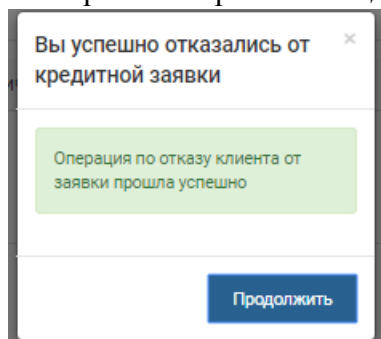 Вы успешно отказались от ×
кредитной заявки
Операция по отказу клиента от
заявки прошла успешно
Продолжить